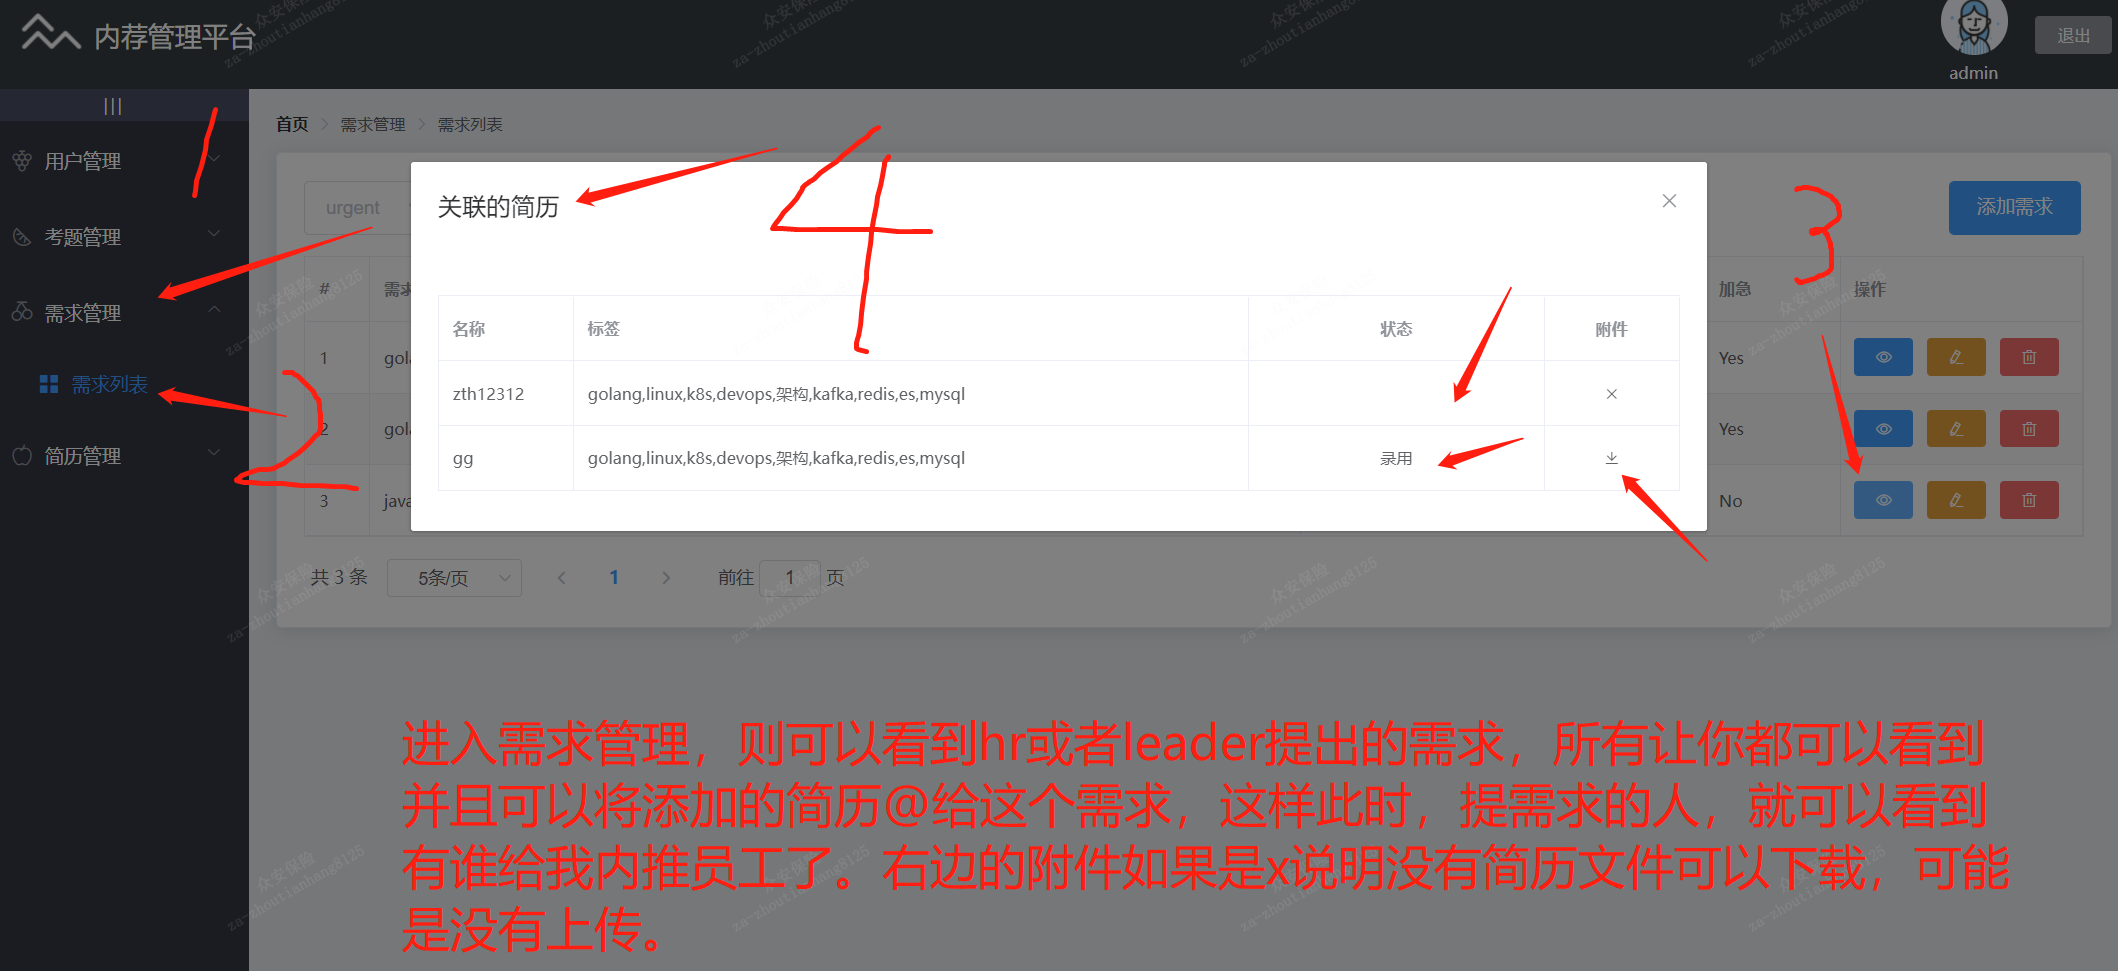 内荐管理平台
退出
admin
|||
用户管理
考题管理
需求管理
需求列表
简历管理
1
2
3
4
首页 需求管理 需求列表
urgent
添加需求
# 需求 加急 操作
1 gol Yes
2 gol Yes
3 java No
关联的简历
名称 标签 状态 附件
zth12312 golang,linux,k8s,devops,架构,kafka,redis,es,mysql
gg golang,linux,k8s,devops,架构,kafka,redis,es,mysql 录用
共 3 条 5条/页 1 前往 1 页
进入需求管理，则可以看到hr或者leader提出的需求，所有让你都可以看到
并且可以将添加的简历@给这个需求，这样此时，提需求的人，就可以看到
有谁给我内推员工了。右边的附件如果是x说明没有简历文件可以下载，可能
是没有上传。
众安保险
za-zhoutianhang8125